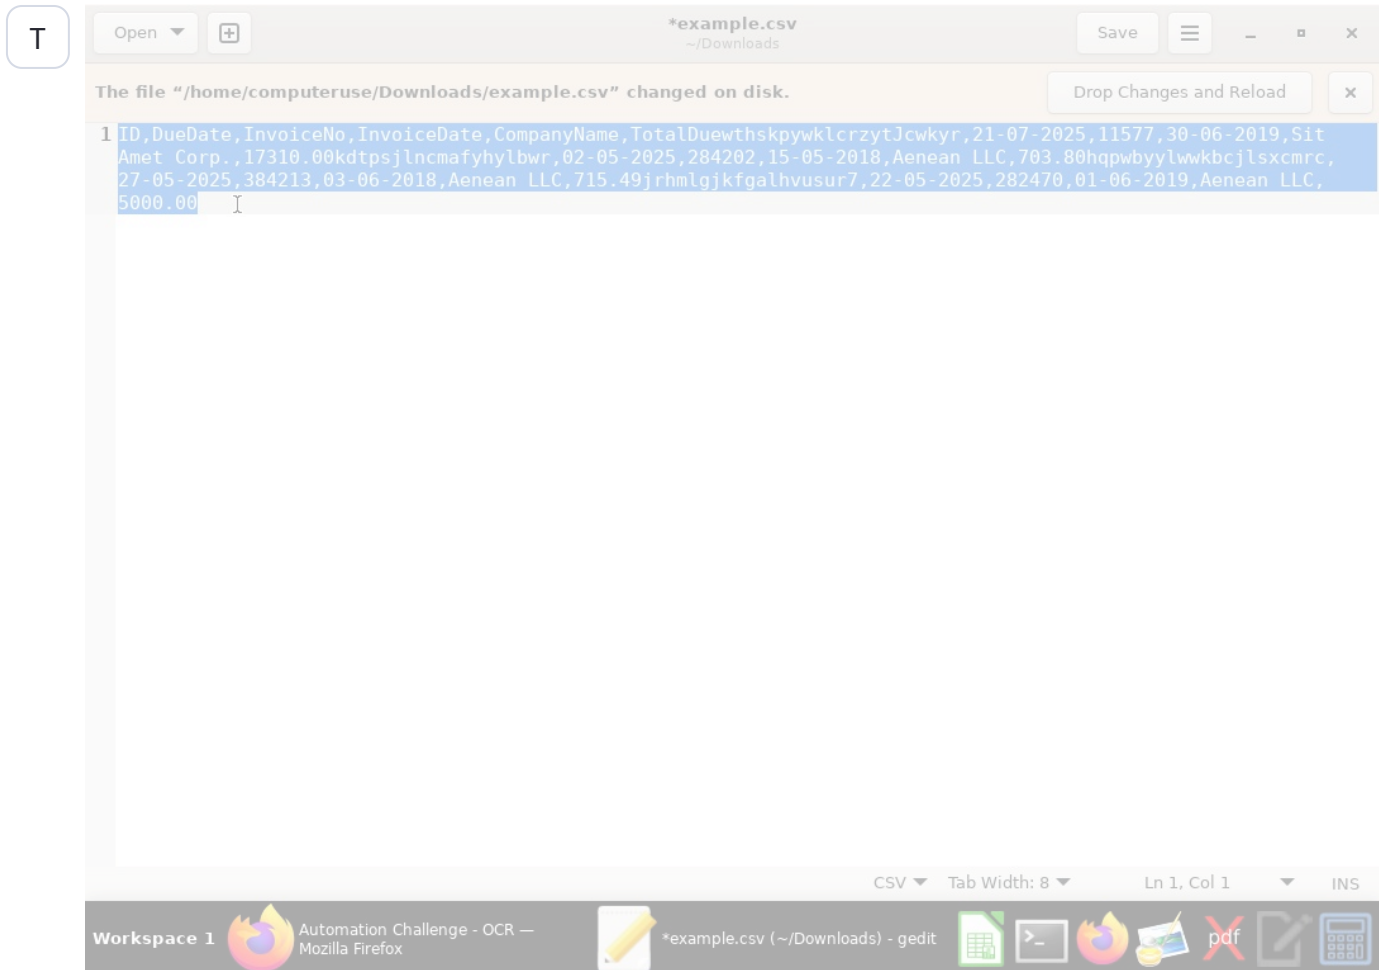 T
Open
*example.csv
~/Downloads
Save
The file “/home/computeruse/Downloads/example.csv” changed on disk.
Drop Changes and Reload
1
ID,DueDate,InvoiceNo,InvoiceDate,CompanyName,TotalDuewthskpywklcrzytJcwkyr,21-07-2025,11577,30-06-2019,Sit
Amet Corp.,17310.00kdtpsjlncmafyhylbwr,02-05-2025,284202,15-05-2018,Aenean LLC,703.80hqpwbyylwwkbcjlsxcmrc,
27-05-2025,384213,03-06-2018,Aenean LLC,715.49jrhmlgjkfgalhvusur7,22-05-2025,282470,01-06-2019,Aenean LLC,
5000.00
CSV
Tab Width: 8
Ln 1, Col 1
INS
Workspace 1
Automation Challenge - OCR —
Mozilla Firefox
*example.csv (~/Downloads) - gedit
pdf